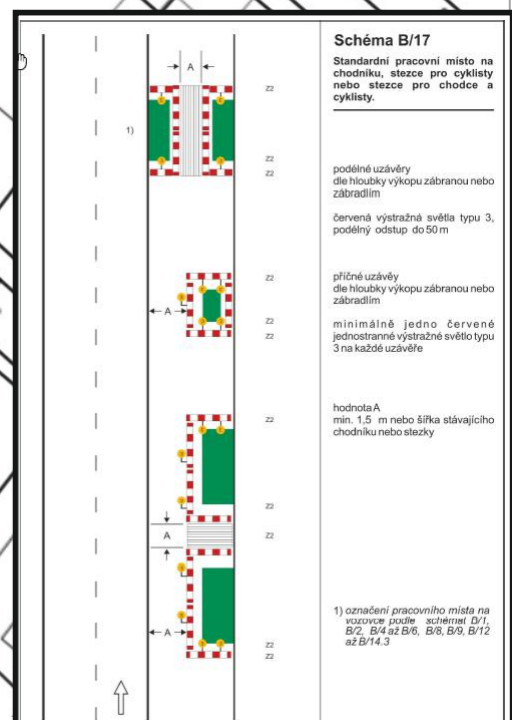 Schéma B/17
Standardní pracovní místo na
chodníku, stezce pro cyklisty
nebo stezce pro chodce a
cyklisty.
A
Z2
1)
Z2
Z2
podélné uzávěry
dle hloubky výkopu zábranou nebo
zábradlím
červená výstražná světla typu 3,
podélný odstup do 50 m
Z2
příčné uzávěy
dle hloubky výkopu zábranou nebo
zábradlím
A
Z2
Z2
minimálně jedno červené
jednostranné výstražné světlo typu
3 na každé uzávěře
hodnota A
min. 1,5 m nebo šířka stávajícího
chodníku nebo stezky
Z2
Z2
A
Z2
1) označení pracovního místa na
vozovce podle schémat B/1,
B/2, B/4 až B/6, B/8, B/9, B/12
až B/14.3
A
Z2
Z2